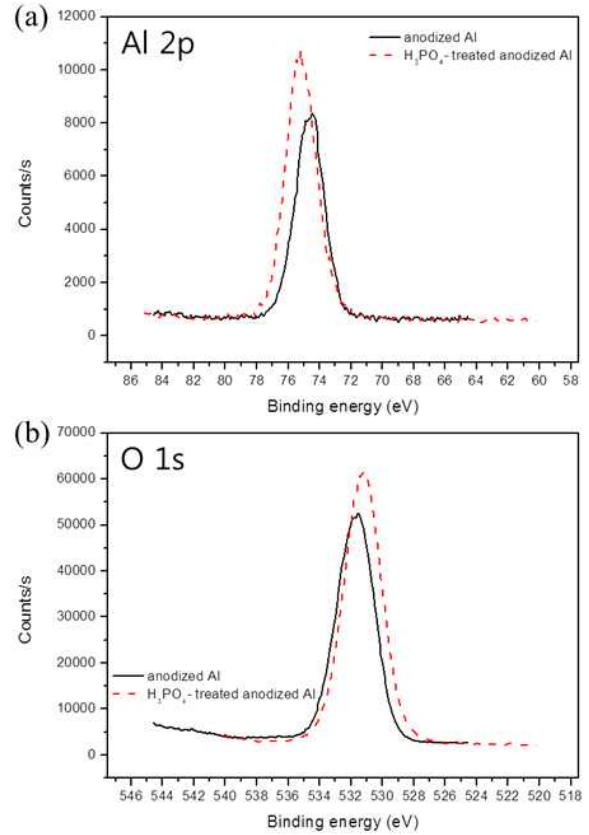 (a)
Al 2p
anodized Al
H₃PO₄- treated anodized Al
12000
10000
8000
6000
4000
2000
0
Counts/s
86 84 82 80 78 76 74 72 70 68 66 64 62 60 58
Binding energy (eV)
(b)
O 1s
70000
60000
50000
40000
30000
20000
10000
0
Counts/s
anodized Al
H₃PO₄- treated anodized Al
546 544 542 540 538 536 534 532 530 528 526 524 522 520 518
Binding energy (eV)